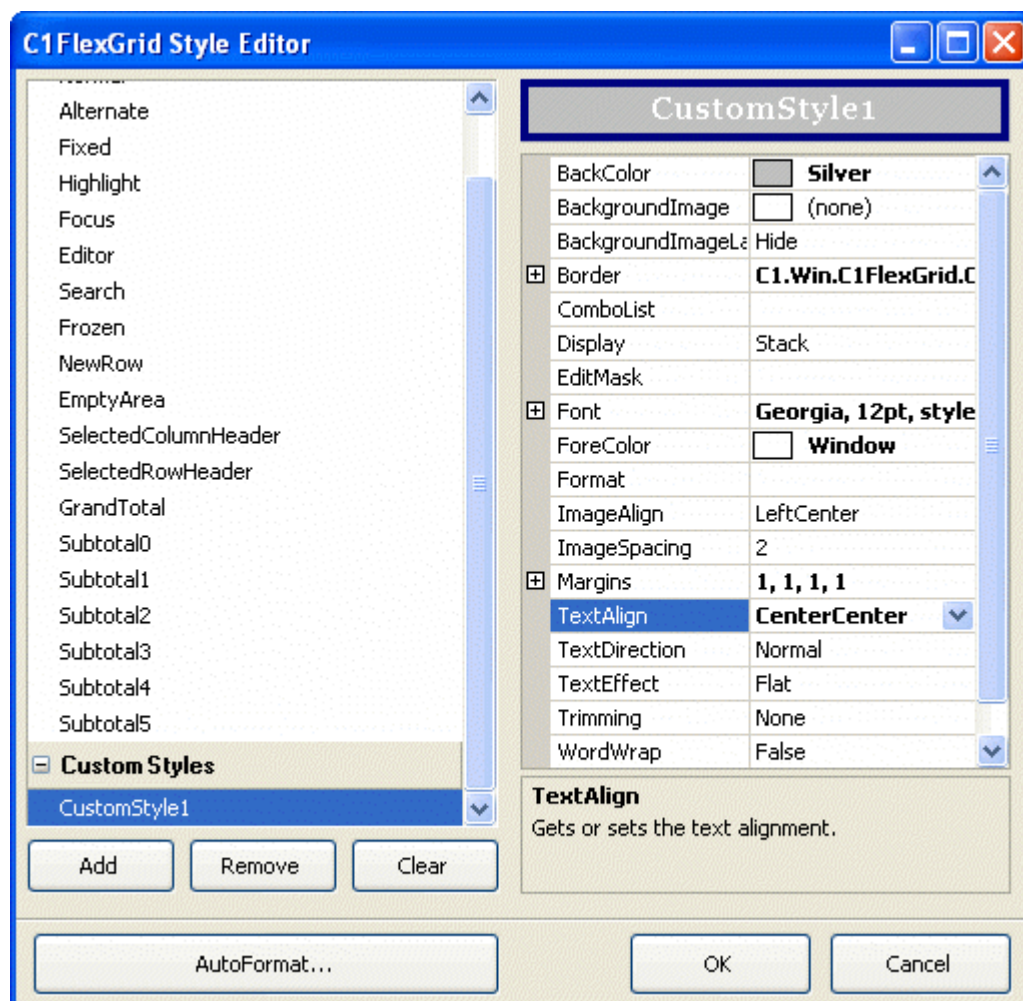 C1FlexGrid Style Editor
Alternate
Fixed
Highlight
Focus
Editor
Search
Frozen
NewRow
EmptyArea
SelectedColumnHeader
SelectedRowHeader
GrandTotal
Subtotal0
Subtotal1
Subtotal2
Subtotal3
Subtotal4
Subtotal5
Custom Styles
CustomStyle1
Add Remove Clear
CustomStyle1
BackColor Silver
BackgroundImage (none)
BackgroundImageLa Hide
Border C1.Win.C1FlexGrid.C
ComboList
Display Stack
EditMask
Font Georgia, 12pt, style
ForeColor Window
Format
ImageAlign LeftCenter
ImageSpacing 2
Margins 1, 1, 1, 1
TextAlign CenterCenter
TextDirection Normal
TextEffect Flat
Trimming None
WordWrap False
TextAlign
Gets or sets the text alignment.
AutoFormat... OK Cancel